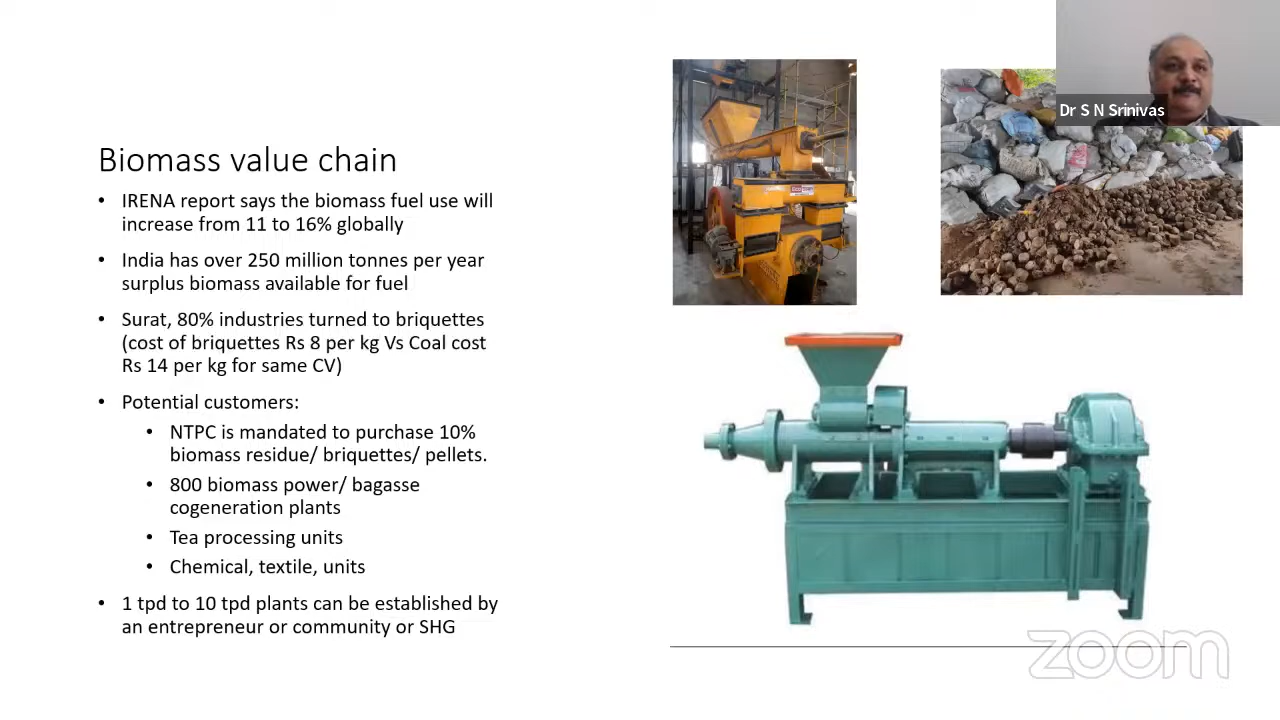 Dr S N Srinivas
Biomass value chain
• IRENA report says the biomass fuel use will
increase from 11 to 16% globally
• India has over 250 million tonnes per year
surplus biomass available for fuel
• Surat, 80% industries turned to briquettes
(cost of briquettes Rs 8 per kg Vs Coal cost
Rs 14 per kg for same CV)
• Potential customers:
• NTPC is mandated to purchase 10%
biomass residue/ briquettes/ pellets.
• 800 biomass power/ bagasse
cogeneration plants
• Tea processing units
• Chemical, textile, units
• 1 tpd to 10 tpd plants can be established by
an entrepreneur or community or SHG
zoom